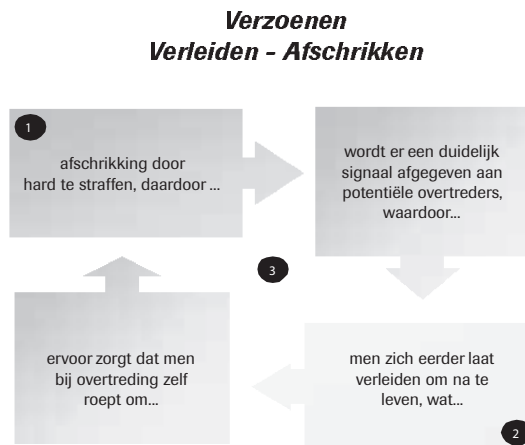 Verzoenen
Verleiden - Afschrikken
1
afschrikking door
hard te straffen, daardoor ...
wordt er een duidelijk
signaal afgegeven aan
potentiële overtreders,
waardoor...
3
ervoor zorgt dat men
bij overtreding zelf
roept om...
men zich eerder laat
verleiden om na te
leven, wat...
2